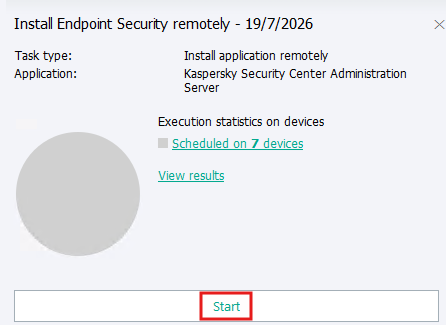 Install Endpoint Security remotely - 19/7/2026
Task type: Install application remotely
Application: Kaspersky Security Center Administration
Server
Execution statistics on devices
Scheduled on 7 devices
View results
Start